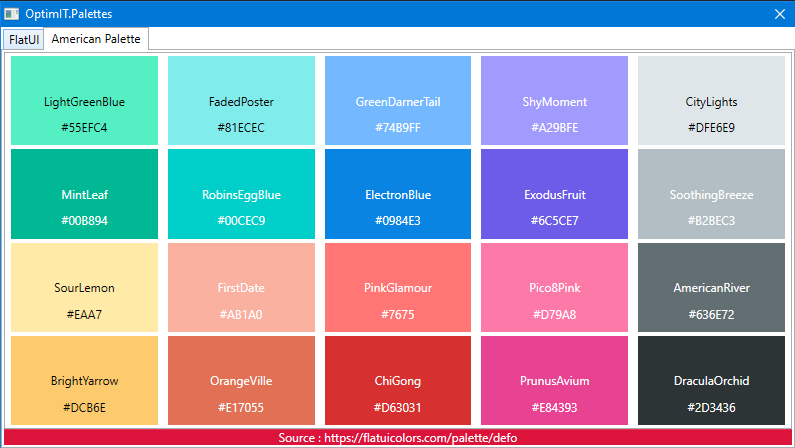 OptimIT.Palettes
FlatUI American Palette
LightGreenBlue FadedPoster GreenDarnerTail ShyMoment CityLights
#55EFC4 #81ECEC #74B9FF #A29BFE #DFE6E9
MintLeaf RobinsEggBlue ElectronBlue ExodusFruit SoothingBreeze
#00B894 #00CEC9 #0984E3 #6C5CE7 #B2BEC3
SourLemon FirstDate PinkGlamour Pico8Pink AmericanRiver
#EAA7 #AB1A0 #7675 #D79A8 #636E72
BrightYarrow OrangeVille ChiGong PrunusAvium DraculaOrchid
#DCB6E #E17055 #D63031 #E84393 #2D3436
Source : https://flatuicolors.com/palette/defo